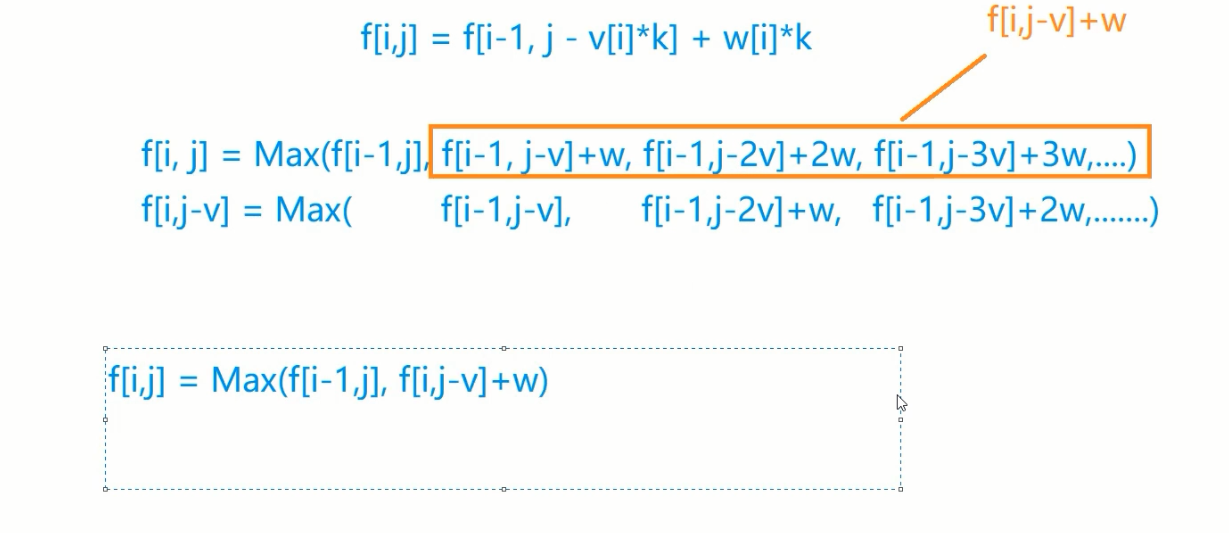 f[i,j-v]+w
f[i,j] = f[i-1, j - v[i]*k] + w[i]*k
f[i, j] = Max(f[i-1,j], f[i-1, j-v]+w, f[i-1,j-2v]+2w, f[i-1,j-3v]+3w,....)
f[i,j-v] = Max( f[i-1,j-v], f[i-1,j-2v]+w, f[i-1,j-3v]+2w,.......)
f[i,j] = Max(f[i-1,j], f[i,j-v]+w)